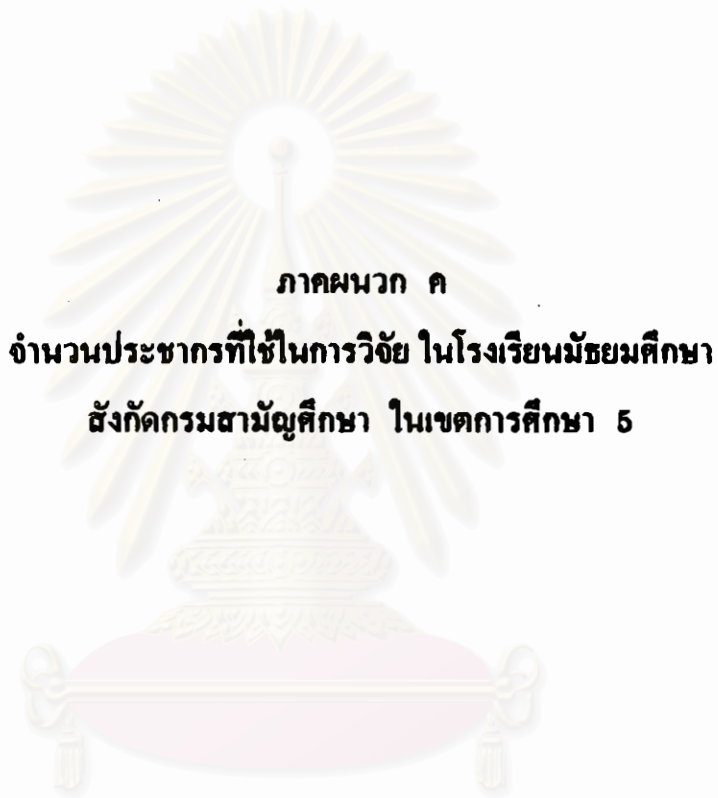 ภาคผนวก ค
จำนวนประชากรที่ใช้ในการวิจัย ในโรงเรียนมัธยมศึกษา
สังกัดกรมสามัญศึกษา ในเขตการศึกษา 5